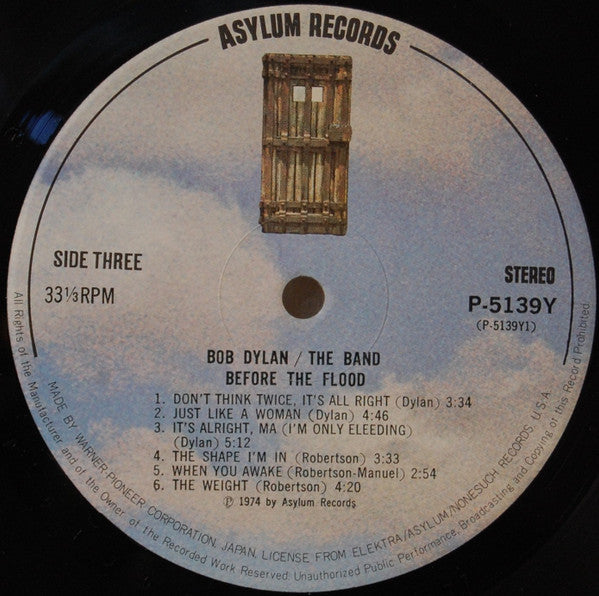 ASYLUM RECORDS
SIDE THREE
33⅓RPM
STEREO
P-5139Y
(P-5139Y1)
BOB DYLAN / THE BAND
BEFORE THE FLOOD
1. DON'T THINK TWICE, IT'S ALL RIGHT (Dylan) 3:34
2. JUST LIKE A WOMAN (Dylan) 4:46
3. IT'S ALRIGHT, MA (I'M ONLY ELEEDING)
(Dylan) 5:12
4. THE SHAPE I'M IN (Robertson) 3:33
5. WHEN YOU AWAKE (Robertson-Manuel) 2:54
6. THE WEIGHT (Robertson) 4:20
℗ 1974 by Asylum Records
MADE BY WARNER-PIONEER CORPORATION, JAPAN, LICENSE FROM ELEKTRA/ASYLUM/NONESUCH RECORDS, U.S.A.
All Rights of the Manufacturer and of the Owner of the Recorded Work Reserved Unauthorized Public Performance, Broadcasting and Copying of this Record Prohibited